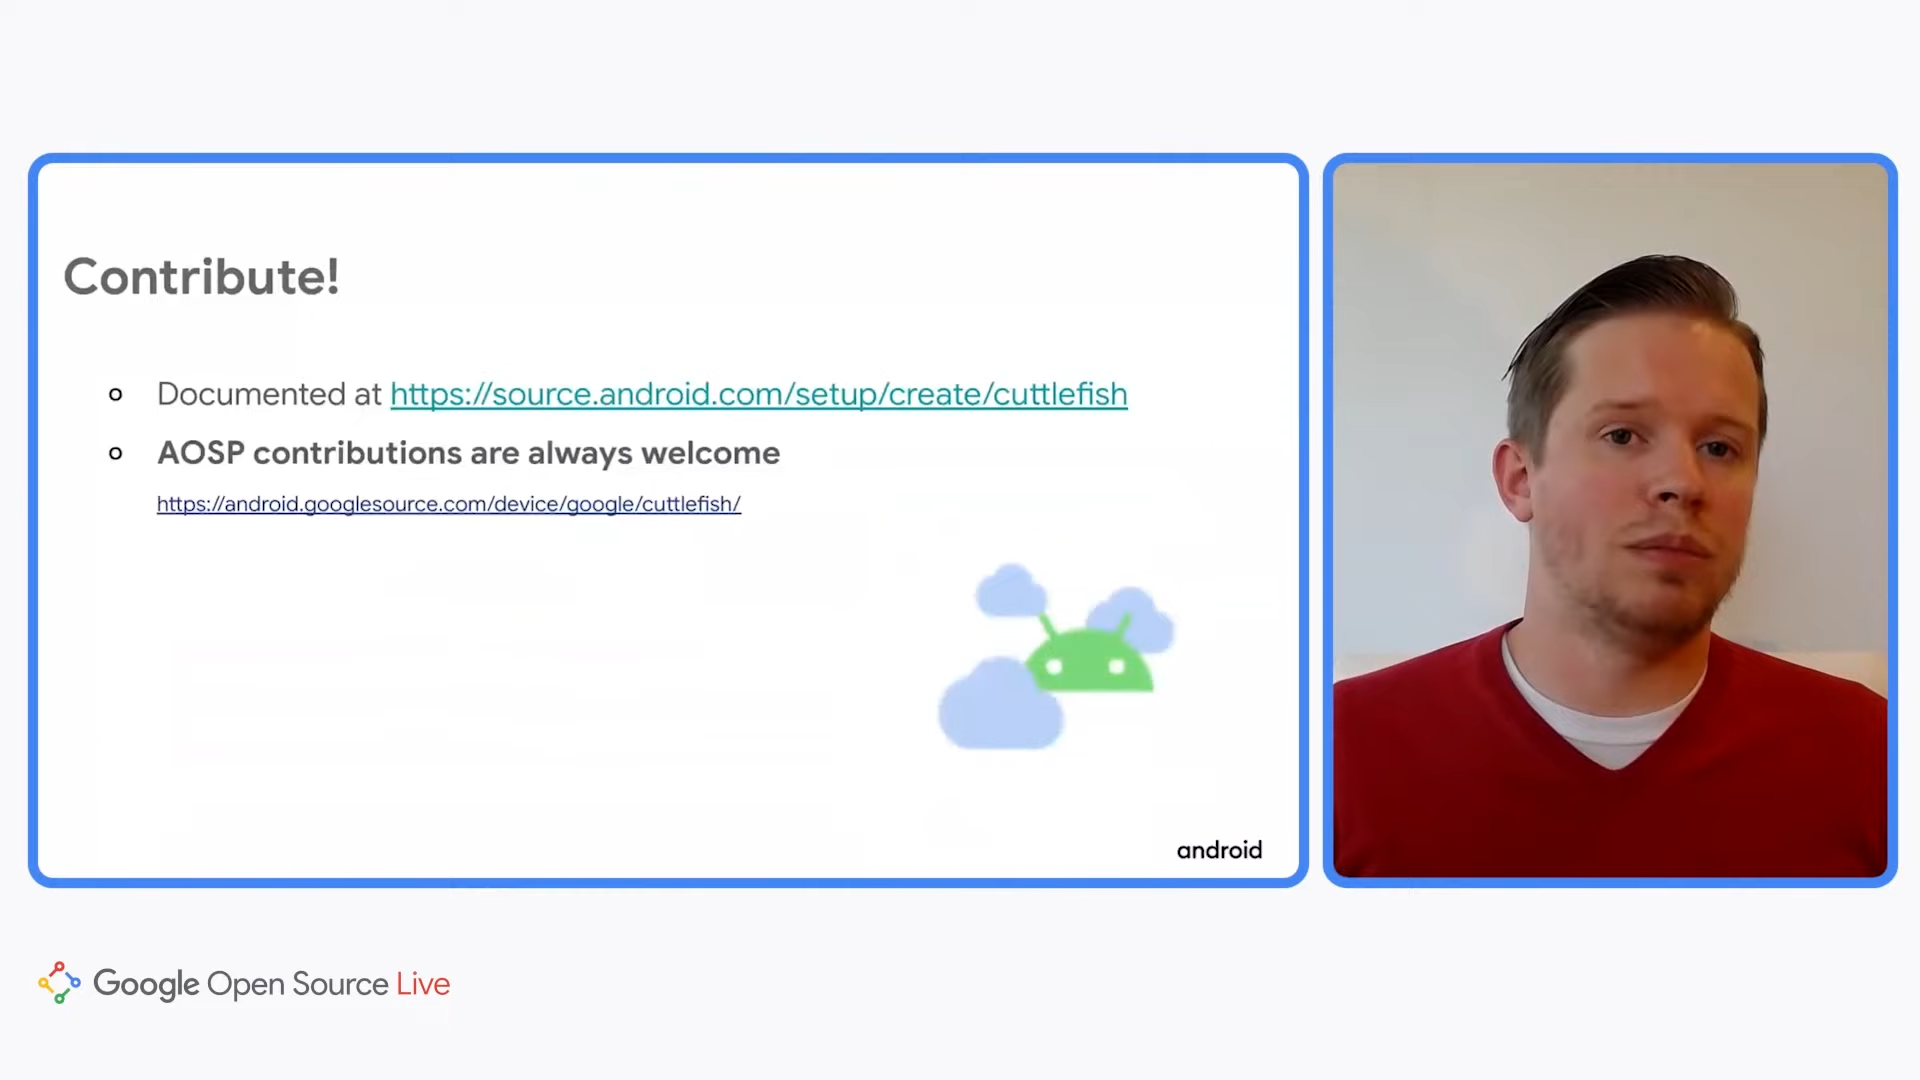 Contribute!
Documented at https://source.android.com/setup/create/cuttlefish
AOSP contributions are always welcome
https://android.googlesource.com/device/google/cuttlefish/
android
Google Open Source Live